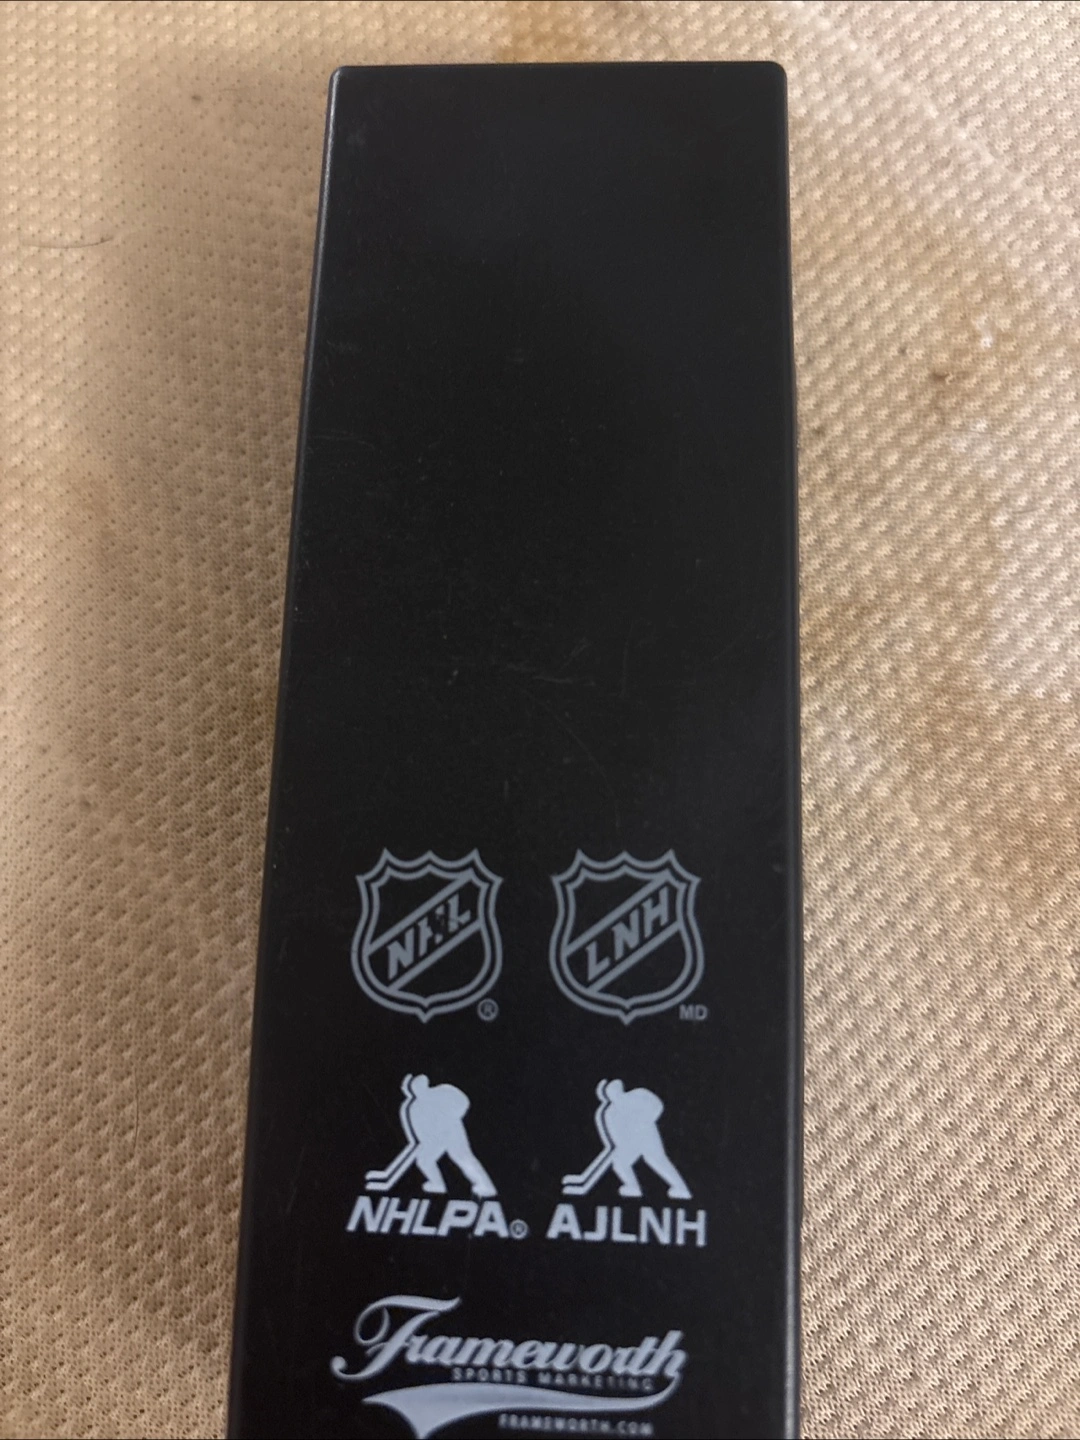 NHL ®
LNH MD
NHLPA®
AJLNH
Frameworth
SPORTS MARKETING
FRAMEWORTH.COM